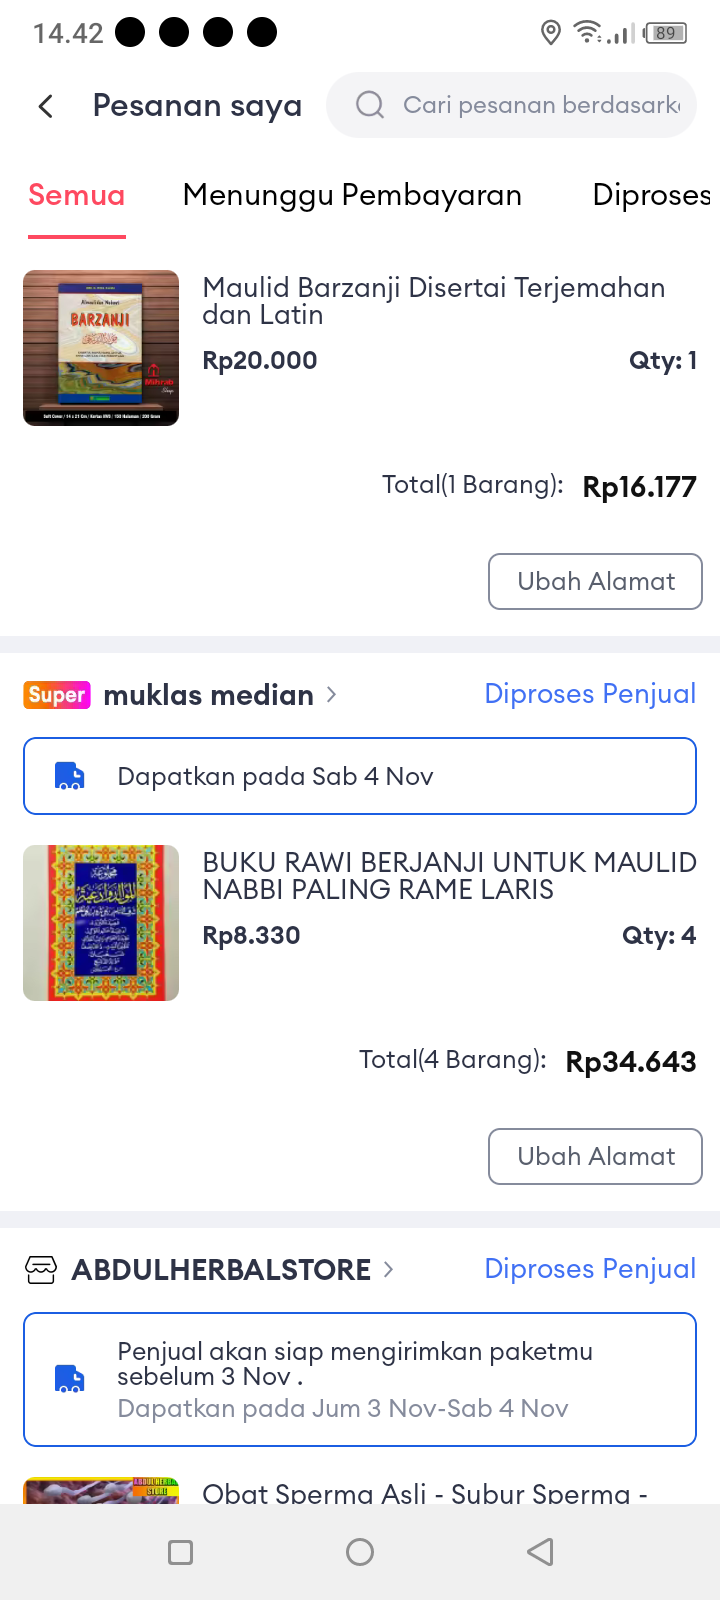 14.42
89
Pesanan saya
Cari pesanan berdasark
Semua
Menunggu Pembayaran
Diproses
BARZANJI
Maulid Barzanji Disertai Terjemahan
dan Latin
Rp20.000
Qty: 1
Mihrab
Total(1 Barang):
Rp16.177
Ubah Alamat
Super
muklas median
Diproses Penjual
Dapatkan pada Sab 4 Nov
BUKU RAWI BERJANJI UNTUK MAULID
NABBI PALING RAME LARIS
Rp8.330
Qty: 4
Total(4 Barang):
Rp34.643
Ubah Alamat
ABDULHERBALSTORE
Diproses Penjual
Penjual akan siap mengirimkan paketmu
sebelum 3 Nov .
Dapatkan pada Jum 3 Nov-Sab 4 Nov
STORE
Obat Sperma Asli - Subur Sperma -